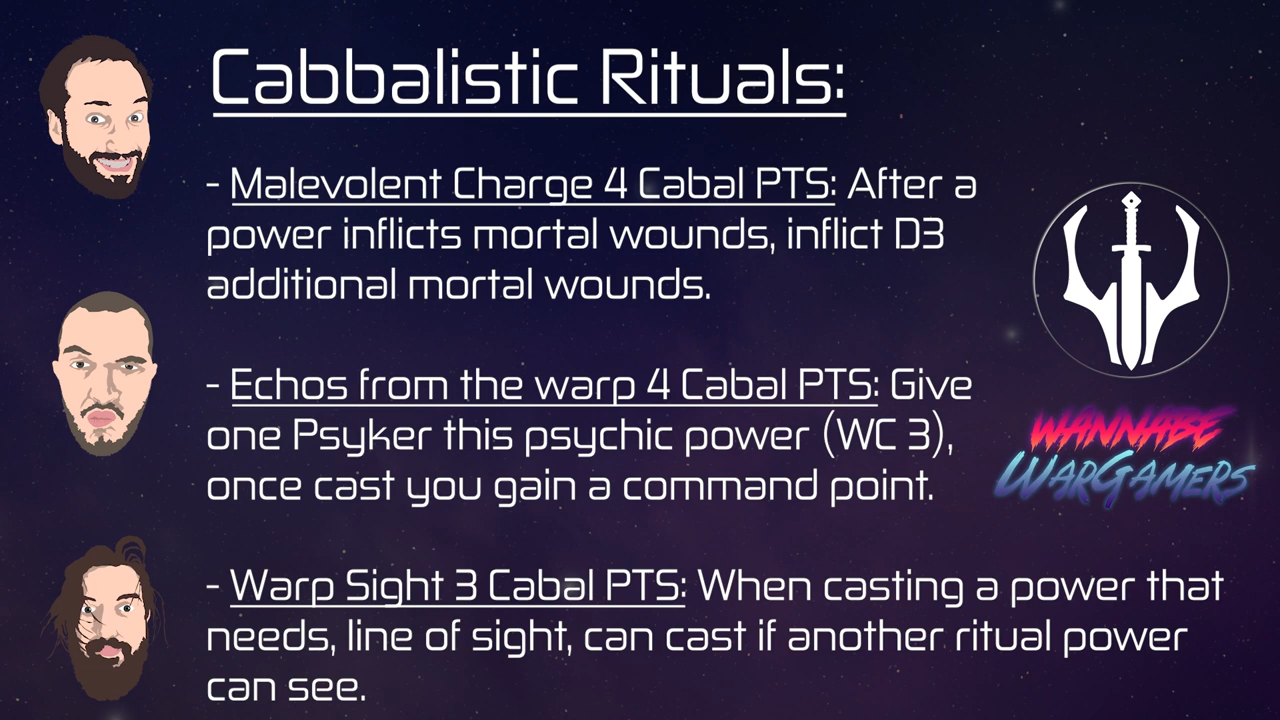 Cabbalistic Rituals:
- Malevolent Charge 4 Cabal PTS: After a
power inflicts mortal wounds, inflict D3
additional mortal wounds.
- Echos from the warp 4 Cabal PTS: Give
one Psyker this psychic power (WC 3),
once cast you gain a command point.
- Warp Sight 3 Cabal PTS: When casting a power that
needs, line of sight, can cast if another ritual power
can see.
WANNABE
WARGAMERS